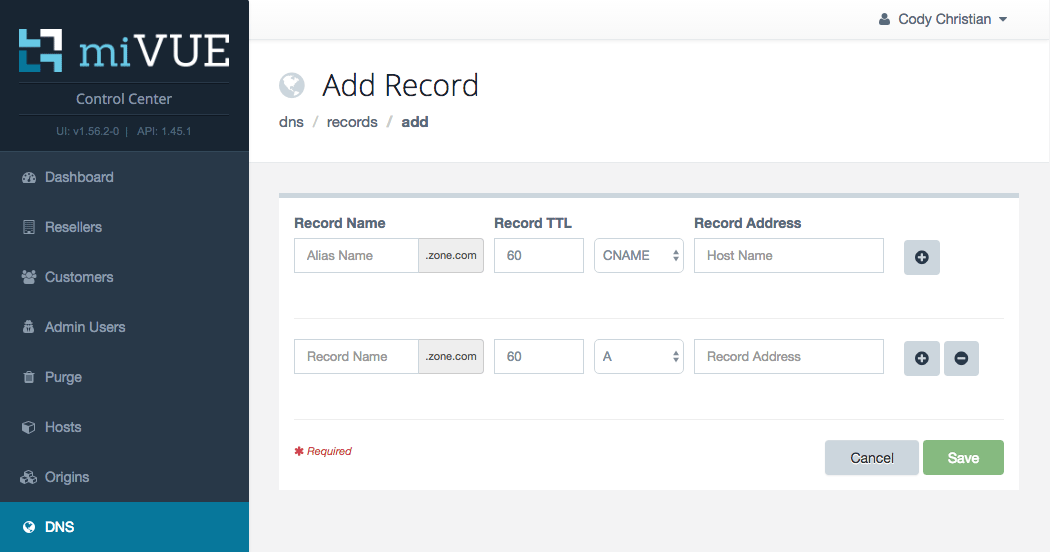 miVUE
Control Center
UI: v1.56.2-0 | API: 1.45.1
Dashboard
Resellers
Customers
Admin Users
Purge
Hosts
Origins
DNS
Cody Christian
Add Record
dns / records / add
Record Name Record TTL Record Address
Alias Name .zone.com 60 CNAME Host Name
Record Name .zone.com 60 A Record Address
✱ Required
Cancel Save